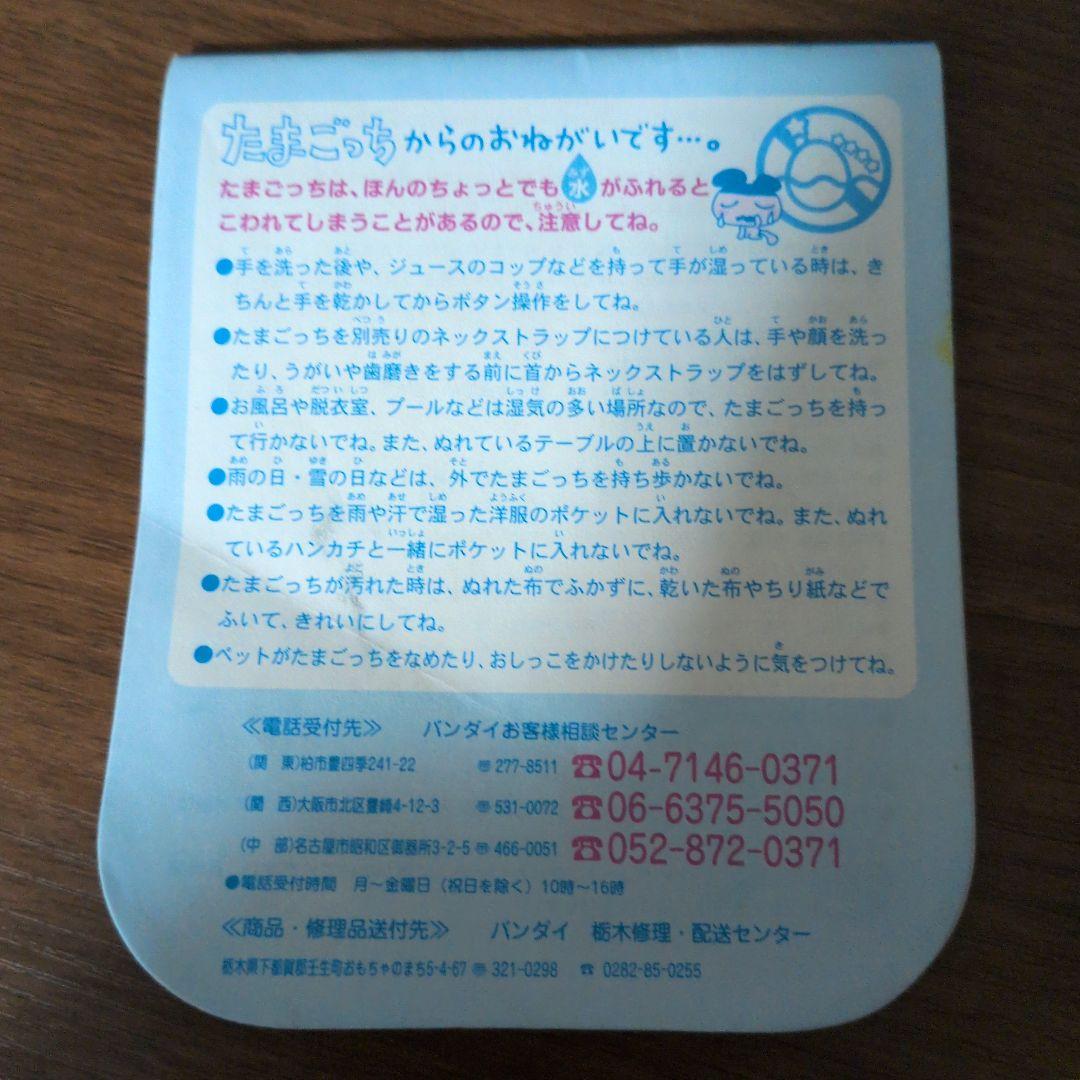 たまごっちからのおねがいです…。
たまごっちは、ほんのちょっとでも水がふれると
こわれてしまうことがあるので、注意してね。
●手を洗った後や、ジュースのコップなどを持って手が湿っている時は、き
ちんと手を乾かしてからボタン操作をしてね。
●たまごっちを別売りのネックストラップにつけている人は、手や顔を洗っ
たり、うがいや歯磨きをする前に首からネックストラップをはずしてね。
●お風呂や脱衣室、プールなどは湿気の多い場所なので、たまごっちを持っ
て行かないでね。また、ぬれているテーブルの上に置かないでね。
●雨の日・雪の日などは、外でたまごっちを持ち歩かないでね。
●たまごっちを雨や汗で湿った洋服のポケットに入れないでね。また、ぬれ
ているハンカチと一緒にポケットに入れないでね。
●たまごっちが汚れた時は、ぬれた布でふかずに、乾いた布やちり紙などで
ふいて、きれいにしてね。
●ペットがたまごっちをなめたり、おしっこをかけたりしないように気をつけてね。
≪電話受付先≫ バンダイお客様相談センター
(関 東)柏市豊四季241-22 〠277-8511 ☎04-7146-0371
(関 西)大阪市北区豊崎4-12-3 〠531-0072 ☎06-6375-5050
(中 部)名古屋市昭和区御器所3-2-5 〠466-0051 ☎052-872-0371
●電話受付時間 月～金曜日(祝日を除く)10時～16時
≪商品・修理品送付先≫ バンダイ 栃木修理・配送センター
栃木県下都賀郡壬生町おもちゃのまち5-4-67 〠321-0298 ☎0282-85-0255